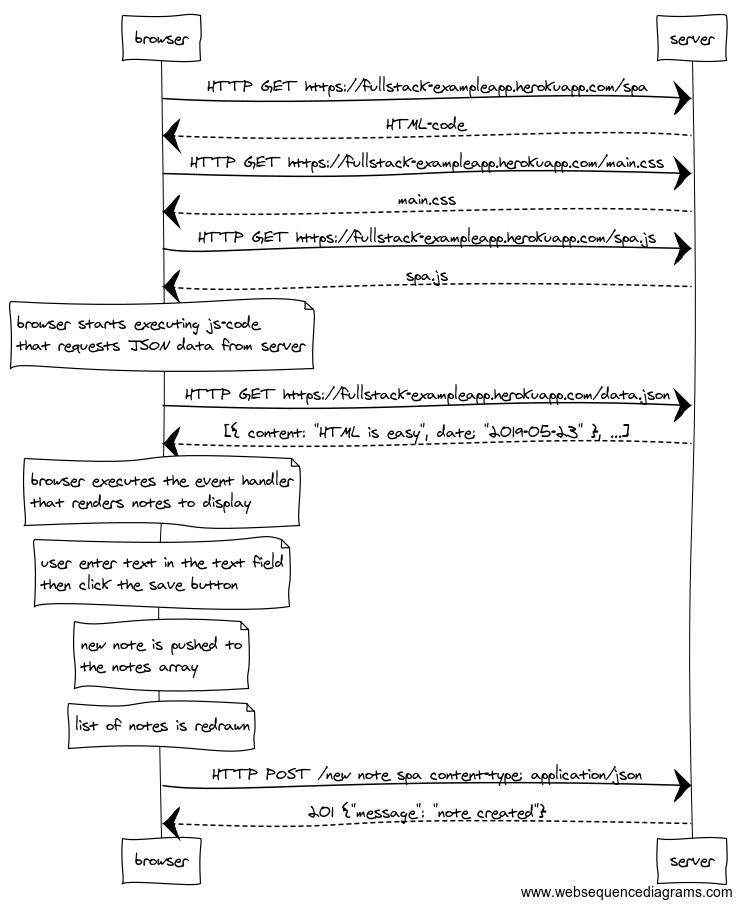 browser
server
HTTP GET https://fullstack-exampleapp.herokuapp.com/spa
HTML-code
HTTP GET https://fullstack-exampleapp.herokuapp.com/main.css
main.css
HTTP GET https://fullstack-exampleapp.herokuapp.com/spa.js
spa.js
browser starts executing js-code
that requests JSON data from server
HTTP GET https://fullstack-exampleapp.herokuapp.com/data.json
[{ content: "HTML is easy", date: "2019-05-23" }, ...]
browser executes the event handler
that renders notes to display
user enter text in the text field
then click the save button
new note is pushed to
the notes array
list of notes is redrawn
HTTP POST /new note spa content-type: application/json
201 {"message": "note created"}
browser
server
www.websequencediagrams.com